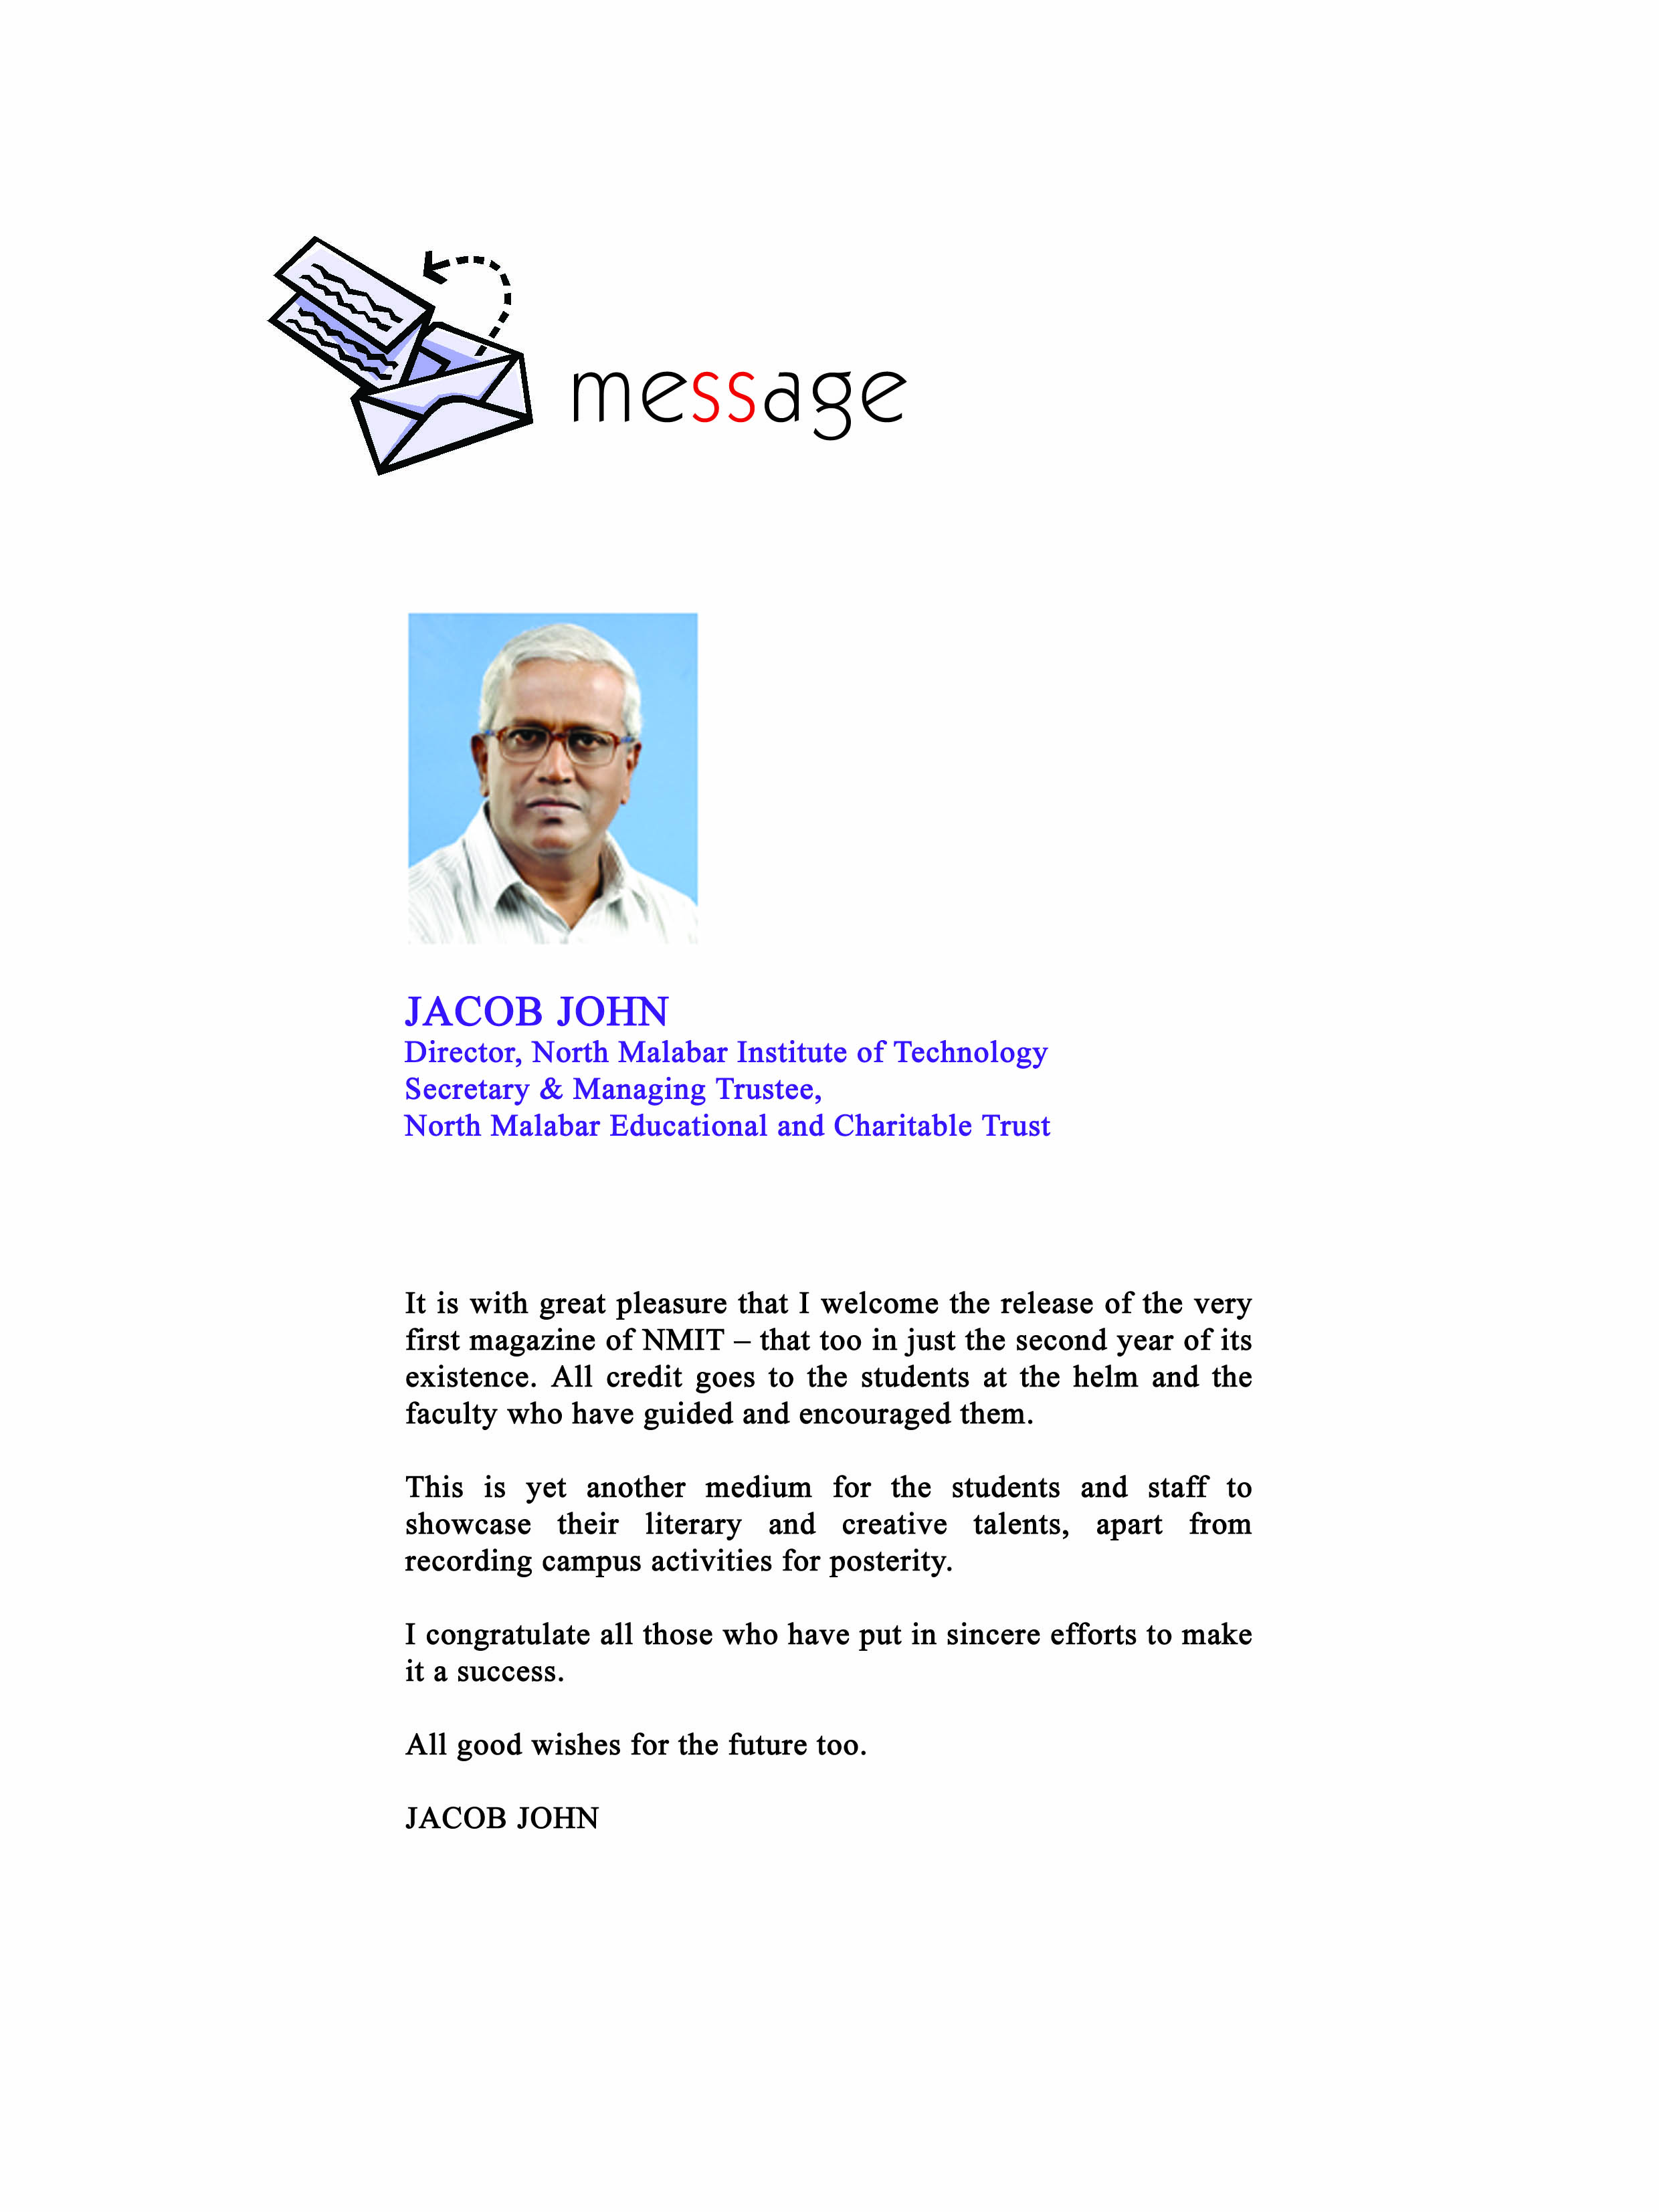 message
JACOB JOHN
Director, North Malabar Institute of Technology
Secretary & Managing Trustee,
North Malabar Educational and Charitable Trust
It is with great pleasure that I welcome the release of the very
first magazine of NMIT – that too in just the second year of its
existence. All credit goes to the students at the helm and the
faculty who have guided and encouraged them.
This is yet another medium for the students and staff to
showcase their literary and creative talents, apart from
recording campus activities for posterity.
I congratulate all those who have put in sincere efforts to make
it a success.
All good wishes for the future too.
JACOB JOHN